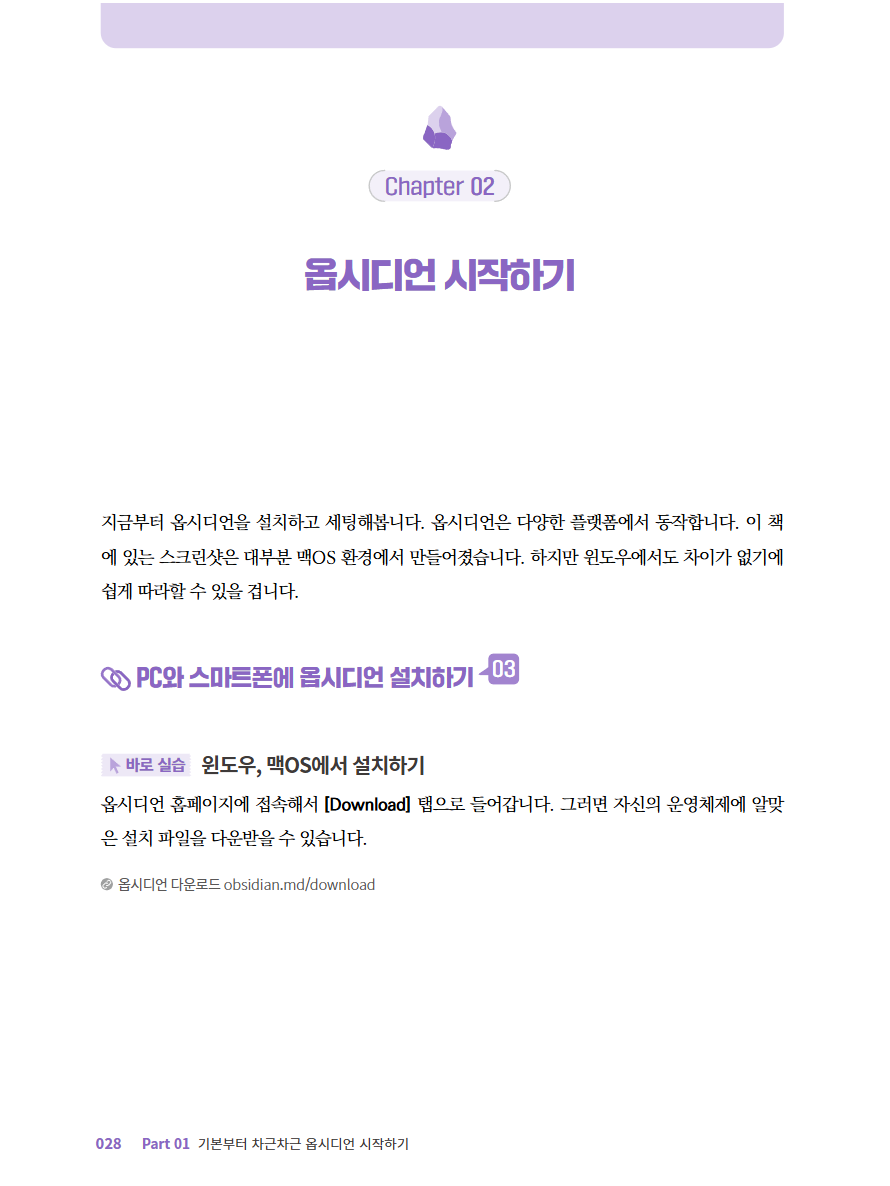 Chapter 02
옵시디언 시작하기
지금부터 옵시디언을 설치하고 세팅해봅니다. 옵시디언은 다양한 플랫폼에서 동작합니다. 이 책
에 있는 스크린샷은 대부분 맥OS 환경에서 만들어졌습니다. 하지만 윈도우에서도 차이가 없기에
쉽게 따라할 수 있을 겁니다.
PC와 스마트폰에 옵시디언 설치하기 03
바로 실습 윈도우, 맥OS에서 설치하기
옵시디언 홈페이지에 접속해서 [Download] 탭으로 들어갑니다. 그러면 자신의 운영체제에 알맞
은 설치 파일을 다운받을 수 있습니다.
옵시디언 다운로드 obsidian.md/download
028 Part 01 기본부터 차근차근 옵시디언 시작하기